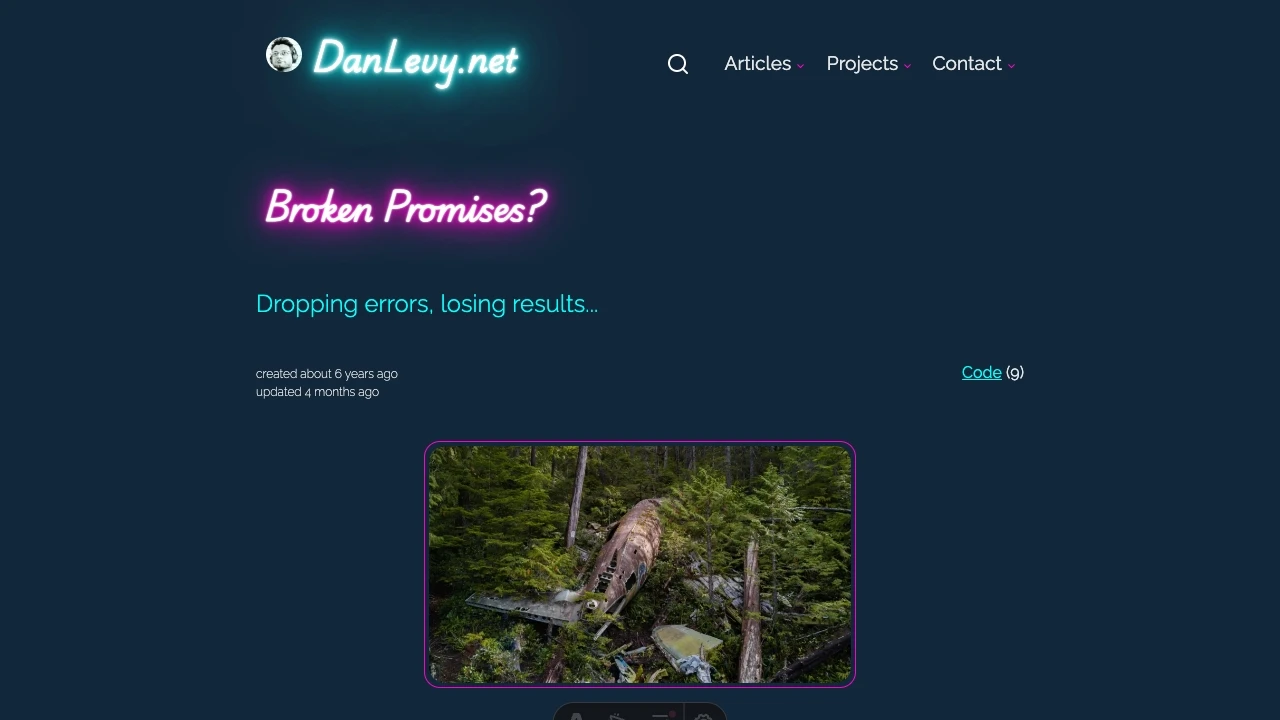 DanLevy.net
Articles
Projects
Contact
Broken Promises?
Dropping errors, losing results...
created about 6 years ago
updated 4 months ago
Code (9)